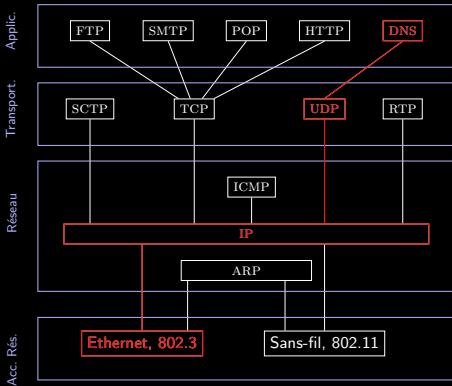 Applic.
FTP SMTP POP HTTP DNS
Transport.
SCTP TCP UDP RTP
Réseau
ICMP
IP
ARP
Acc. Rés.
Ethernet, 802.3 Sans-fil, 802.11